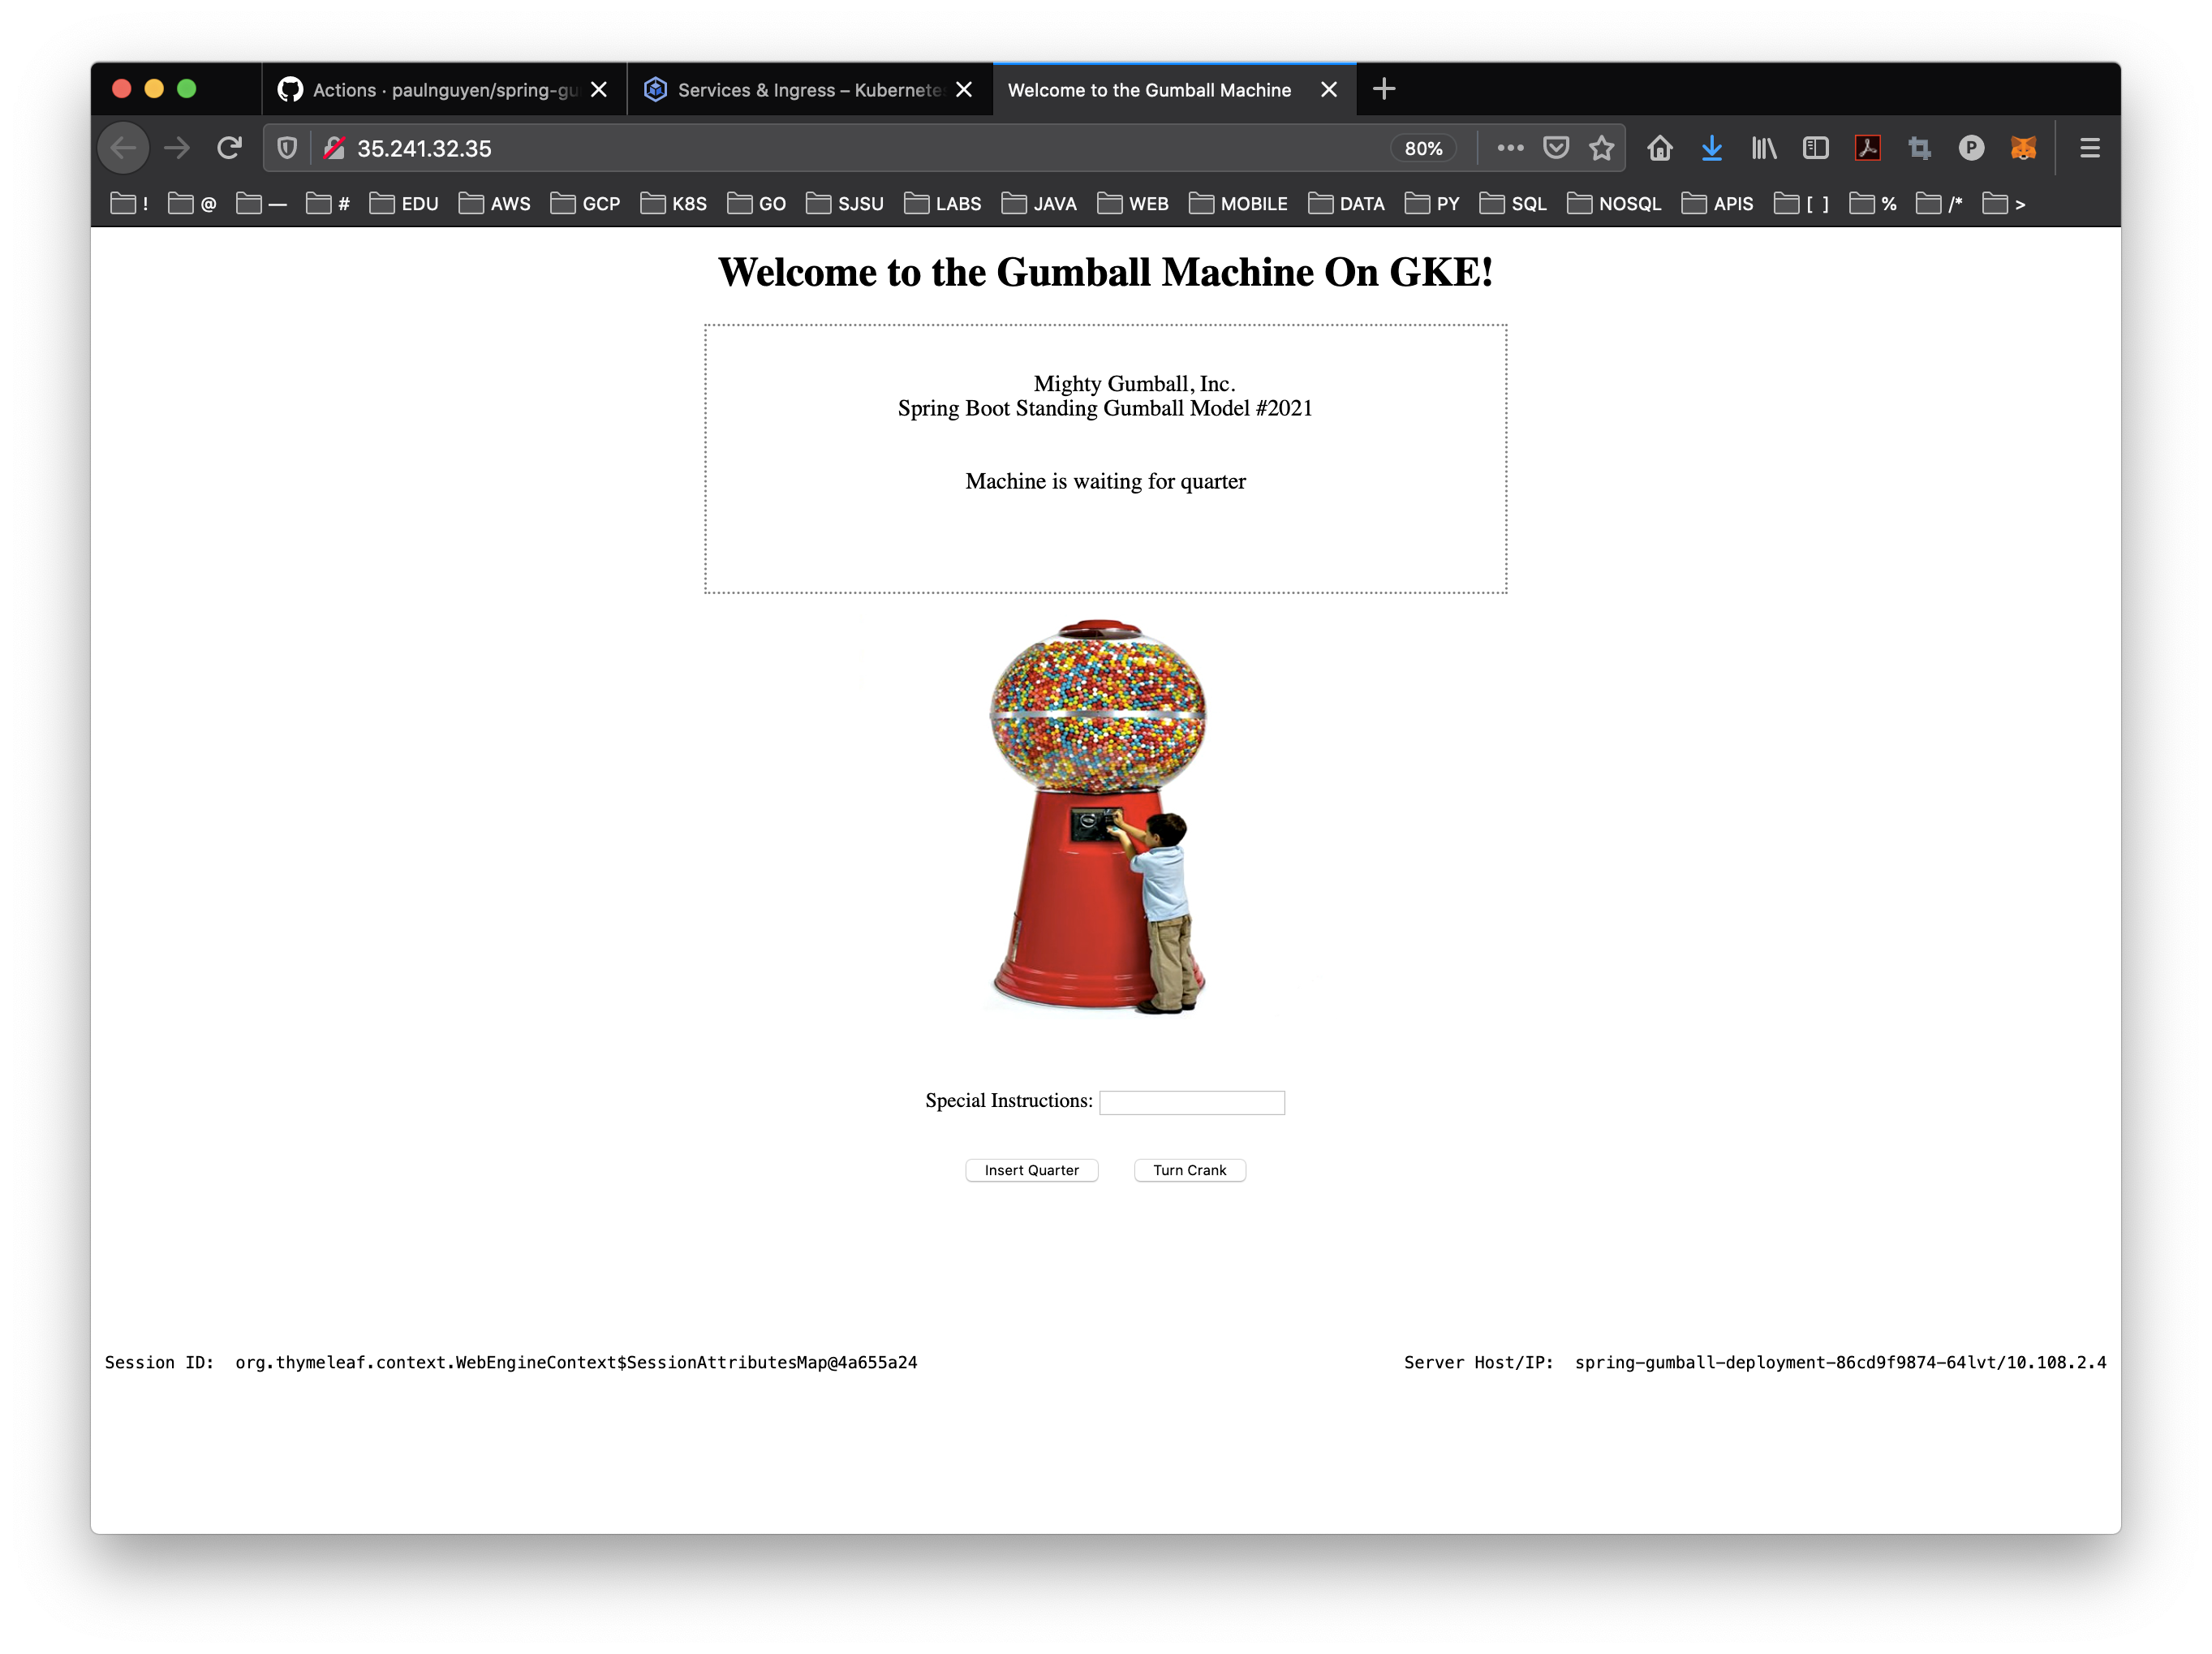 Actions · paulnguyen/spring-gu
Services & Ingress – Kubernete
Welcome to the Gumball Machine
35.241.32.35
80%
! @ — # EDU AWS GCP K8S GO SJSU LABS JAVA WEB MOBILE DATA PY SQL NOSQL APIS [ ] % /* >
Welcome to the Gumball Machine On GKE!
Mighty Gumball, Inc.
Spring Boot Standing Gumball Model #2021
Machine is waiting for quarter
Special Instructions:
Insert Quarter Turn Crank
Session ID: org.thymeleaf.context.WebEngineContext$SessionAttributesMap@4a655a24
Server Host/IP: spring-gumball-deployment-86cd9f9874-64lvt/10.108.2.4